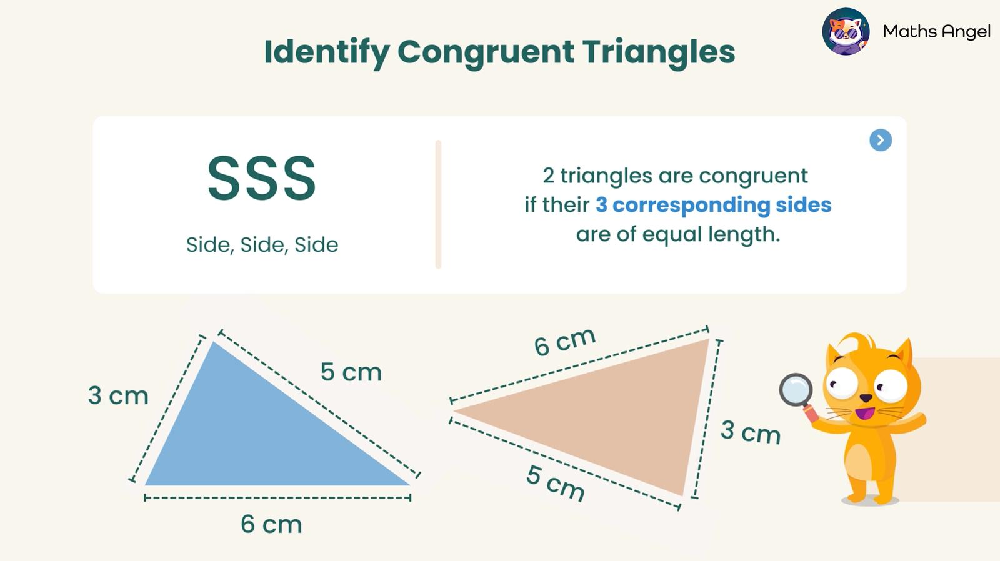 Maths Angel
Identify Congruent Triangles
SSS
Side, Side, Side
2 triangles are congruent
if their 3 corresponding sides
are of equal length.
3 cm
5 cm
6 cm
6 cm
3 cm
5 cm